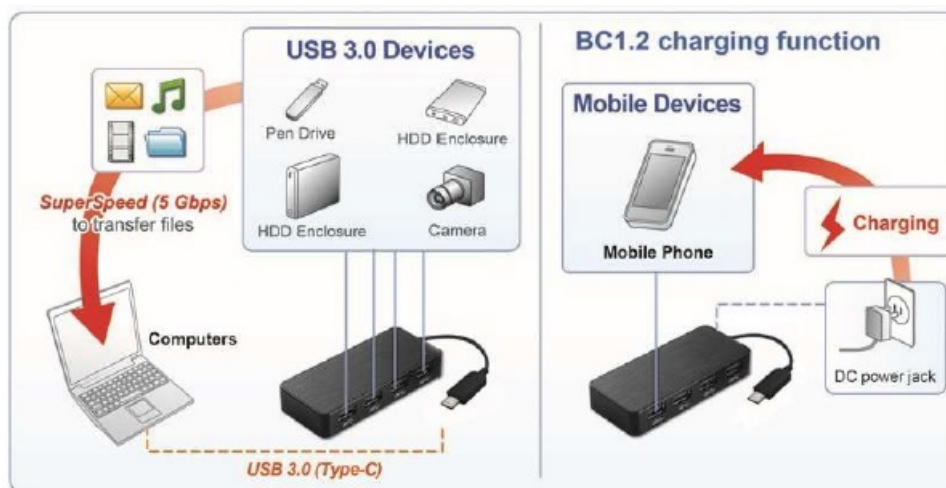 USB 3.0 Devices
Pen Drive
HDD Enclosure
HDD Enclosure
Camera
SuperSpeed (5 Gbps)
to transfer files
Computers
USB 3.0 (Type-C)
BC1.2 charging function
Mobile Devices
Mobile Phone
Charging
DC power jack